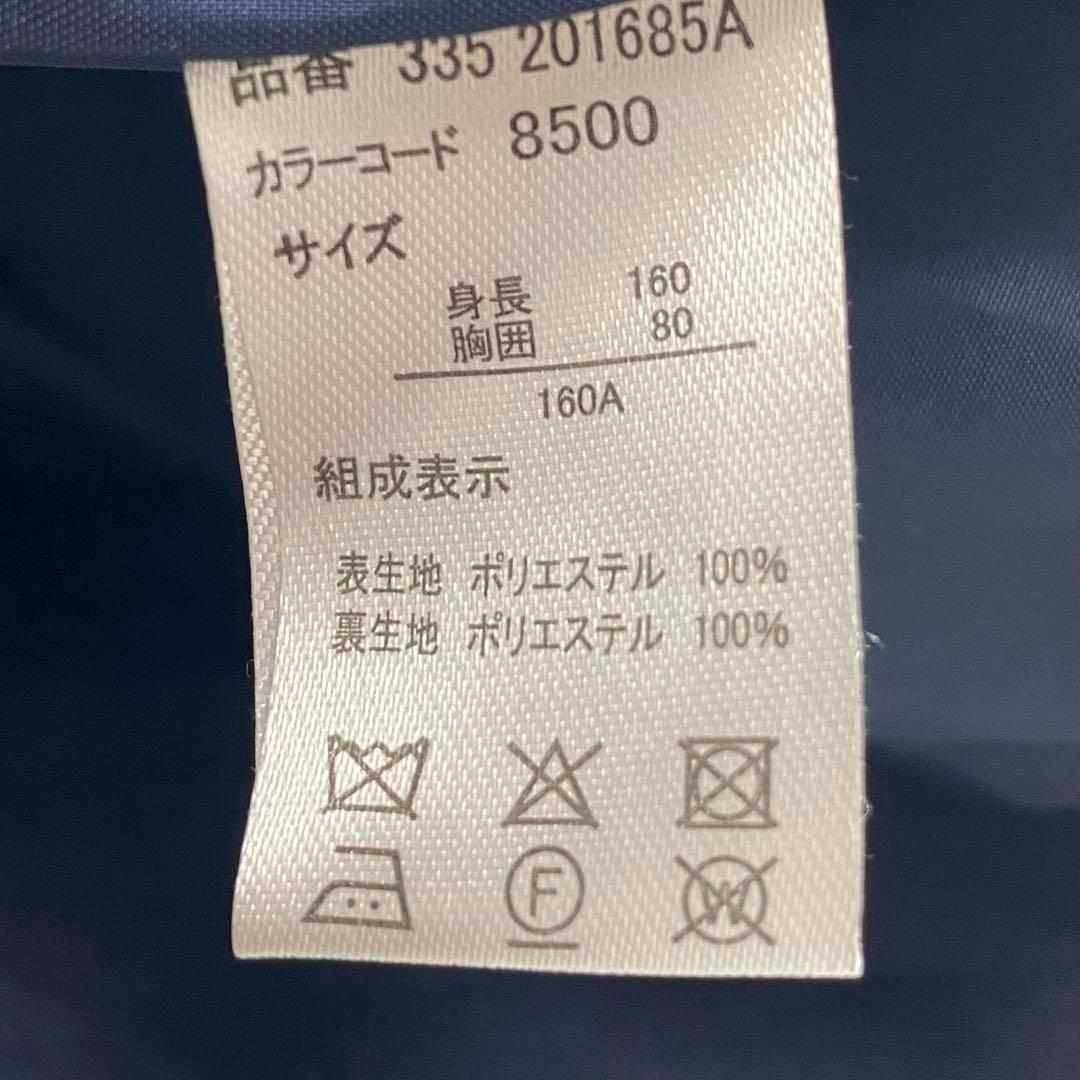 品番 335 201685A
カラーコード 8500
サイズ
身長 160
胸囲 80
160A
組成表示
表生地 ポリエステル 100%
裏生地 ポリエステル 100%
F
W